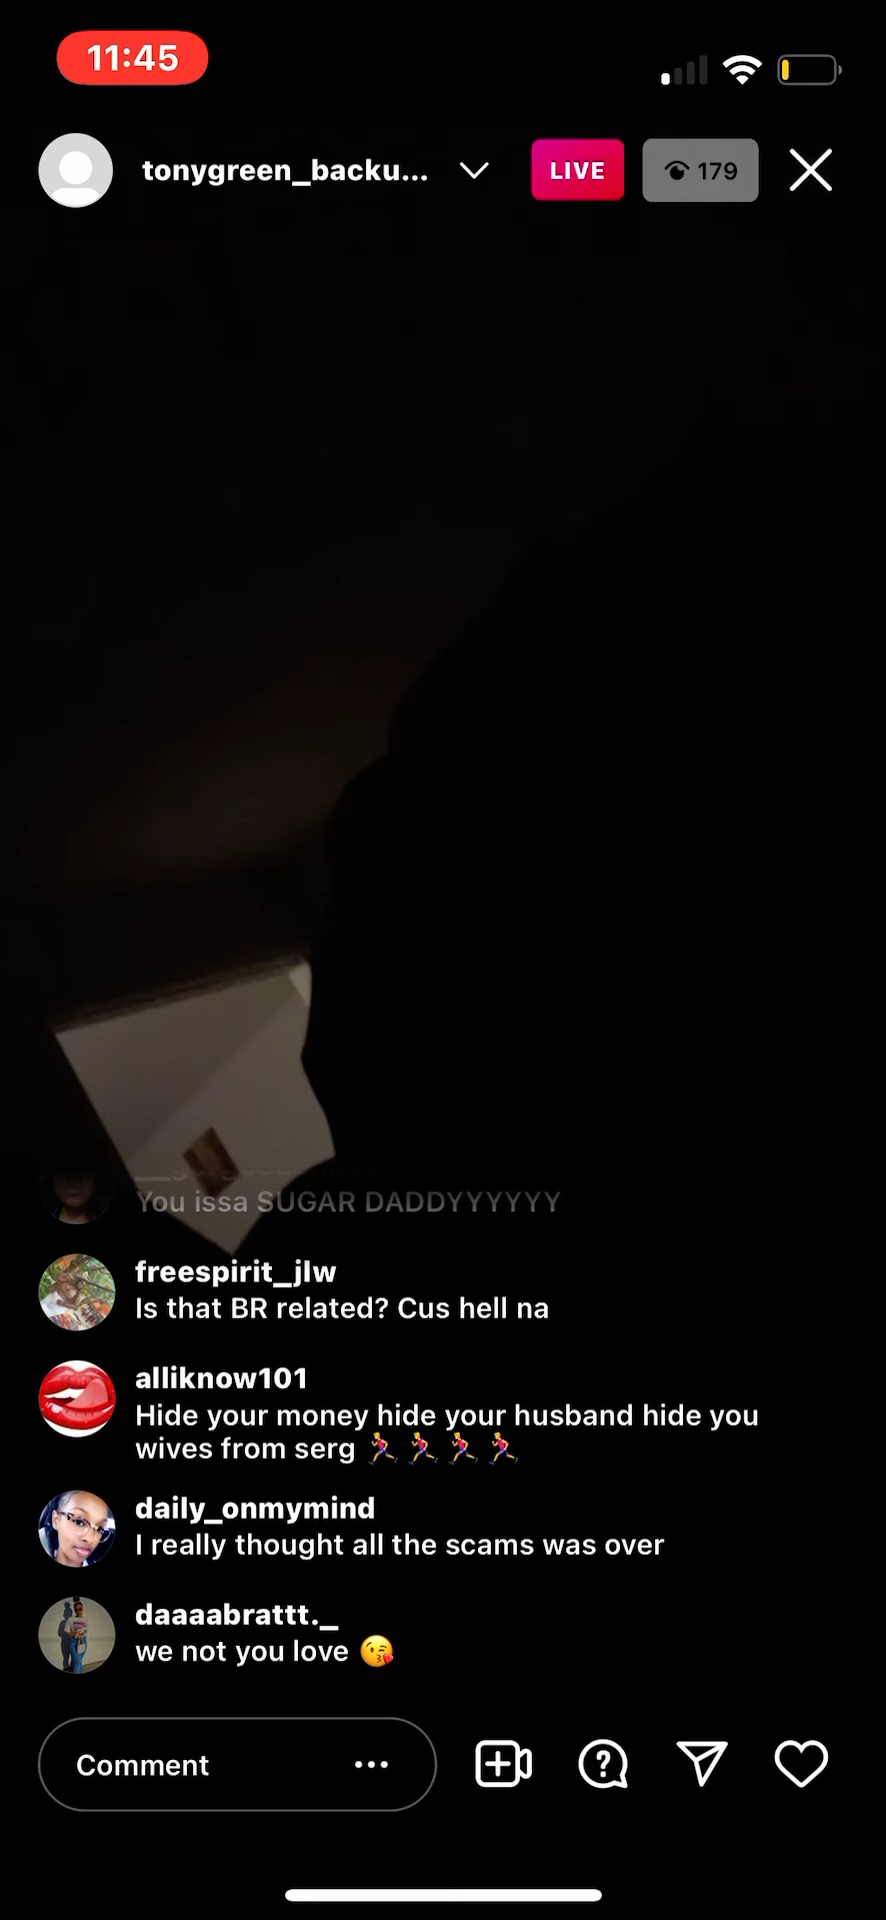 11:45
tonygreen_backu...
LIVE
179
You issa SUGAR DADDYYYYYY
freespirit_jlw
Is that BR related? Cus hell na
alliknow101
Hide your money hide your husband hide you
wives from serg 🏃‍♀️🏃‍♀️🏃‍♀️🏃‍♀️
daily_onmymind
I really thought all the scams was over
daaaabrattt._
we not you love 😘
Comment